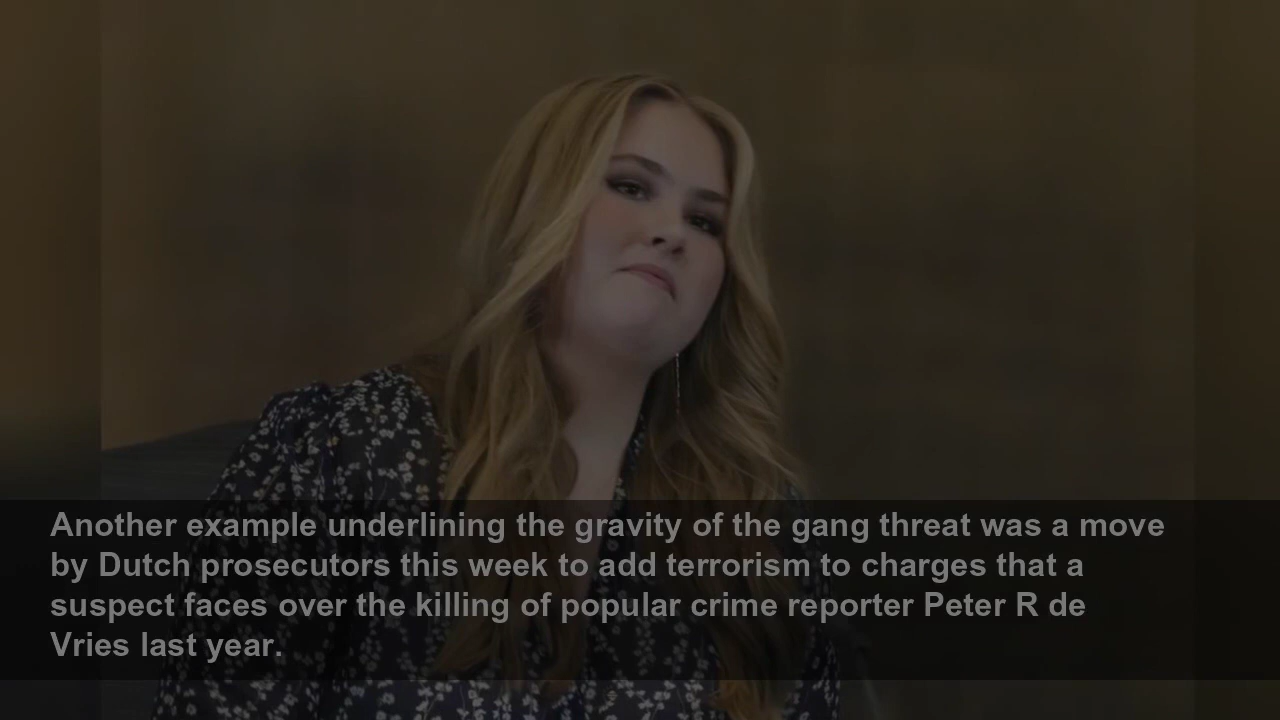 Another example underlining the gravity of the gang threat was a move
by Dutch prosecutors this week to add terrorism to charges that a
suspect faces over the killing of popular crime reporter Peter R de
Vries last year.